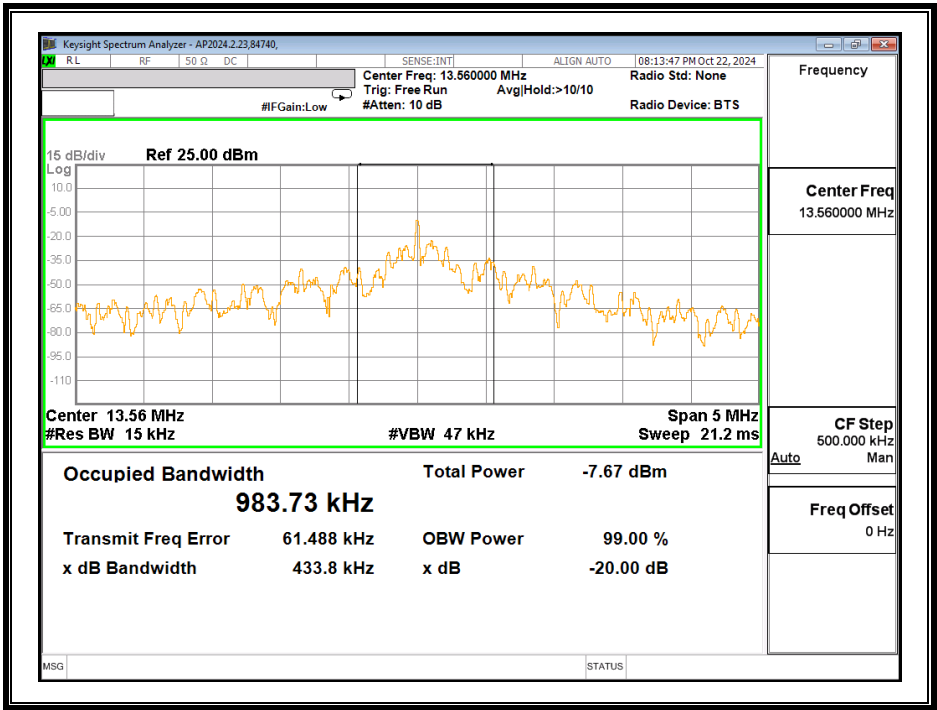 Keysight Spectrum Analyzer - AP2024.2.23,84740,
LXI RL RF 50 Ω DC SENSE:INT ALIGN AUTO 08:13:47 PM Oct 22, 2024
Center Freq: 13.560000 MHz Radio Std: None
Trig: Free Run Avg|Hold:>10/10
#IFGain:Low #Atten: 10 dB Radio Device: BTS
15 dB/div Ref 25.00 dBm
Log
10.0
-5.00
-20.0
-35.0
-50.0
-65.0
-80.0
-95.0
-110
Center 13.56 MHz Span 5 MHz
#Res BW 15 kHz #VBW 47 kHz Sweep 21.2 ms
Occupied Bandwidth Total Power -7.67 dBm
983.73 kHz
Transmit Freq Error 61.488 kHz OBW Power 99.00 %
x dB Bandwidth 433.8 kHz x dB -20.00 dB
Frequency
Center Freq
13.560000 MHz
CF Step
500.000 kHz
Auto Man
Freq Offset
0 Hz
MSG STATUS